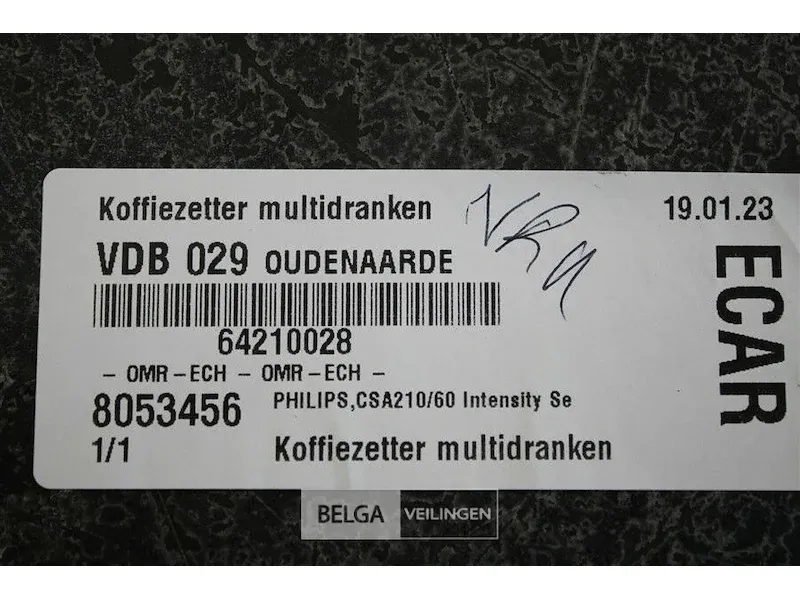 Koffiezetter multidranken
19.01.23
VDB 029 OUDENAARDE
ECAR
64210028
- OMR-ECH - OMR-ECH -
8053456 PHILIPS,CSA210/60 Intensity Se
1/1 Koffiezetter multidranken
BELGA VEILINGEN